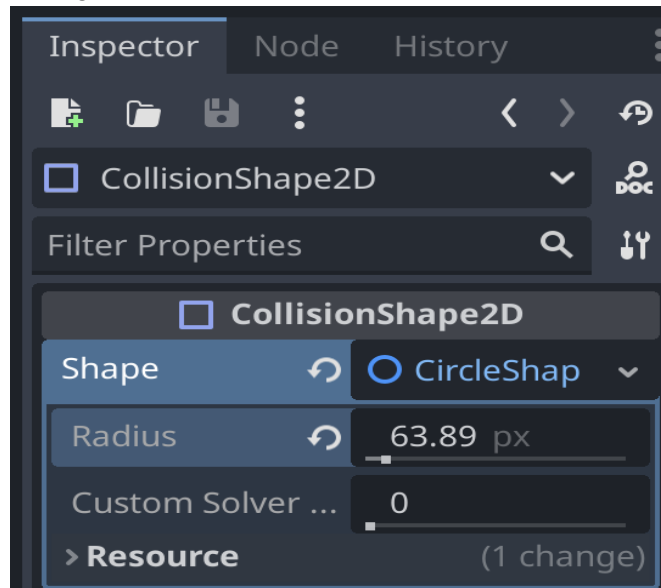 Inspector Node History
DOC
CollisionShape2D
Filter Properties
CollisionShape2D
Shape CircleShap
Radius 63.89 px
Custom Solver ... 0
Resource (1 change)